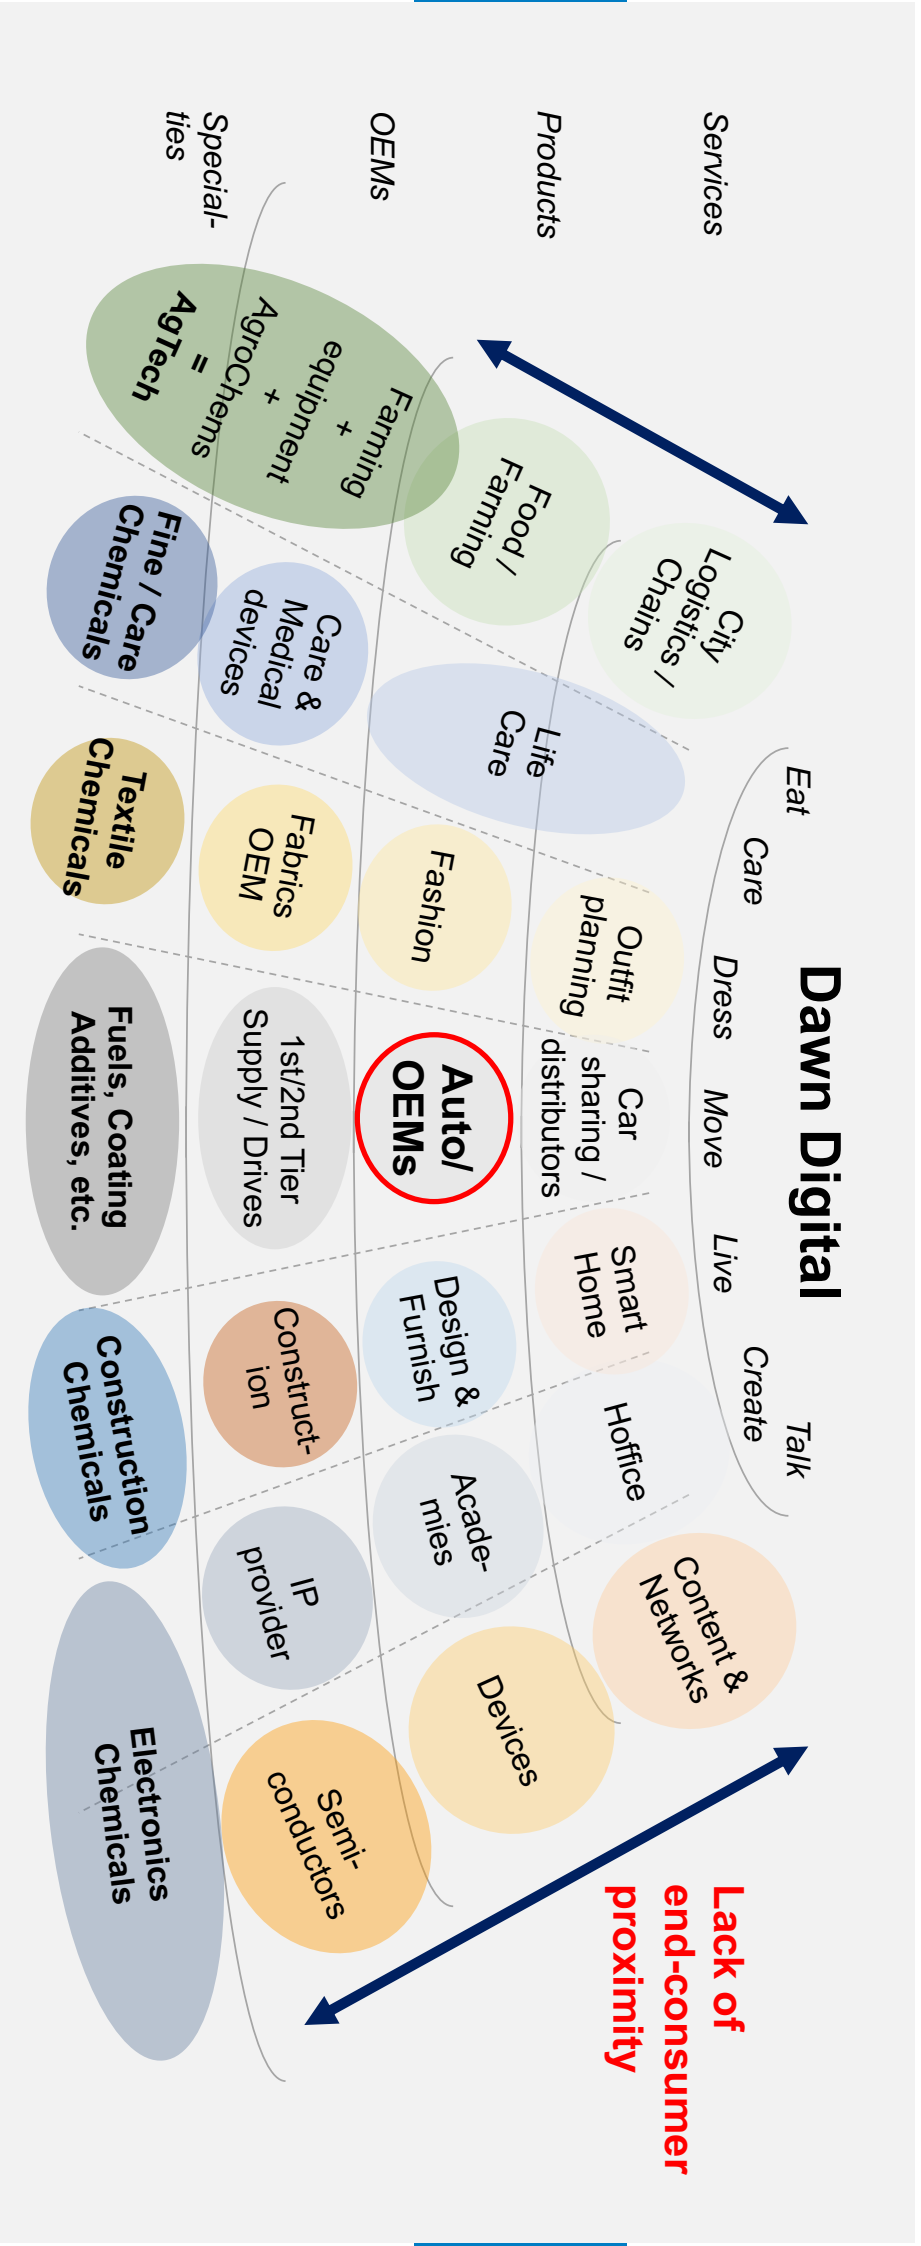 Dawn Digital
Eat
Care
Dress
Move
Live
Create
Talk
Lack of
end-consumer
proximity
Services
City
Logistics /
Chains
Outfit
planning
Car
sharing /
distributors
Smart
Home
Hoffice
Content &
Networks
Products
Food /
Farming
Life
Care
Fashion
Auto/
OEMs
Design &
Furnish
Acade-
mies
Devices
OEMs
Farming
+
equipment
+
AgroChems
=
AgTech
Care &
Medical
devices
Fabrics
OEM
1st/2nd Tier
Supply / Drives
Construct-
ion
IP
provider
Semi-
conductors
Special-
ties
Fine / Care
Chemicals
Textile
Chemicals
Fuels, Coating
Additives, etc.
Construction
Chemicals
Electronics
Chemicals